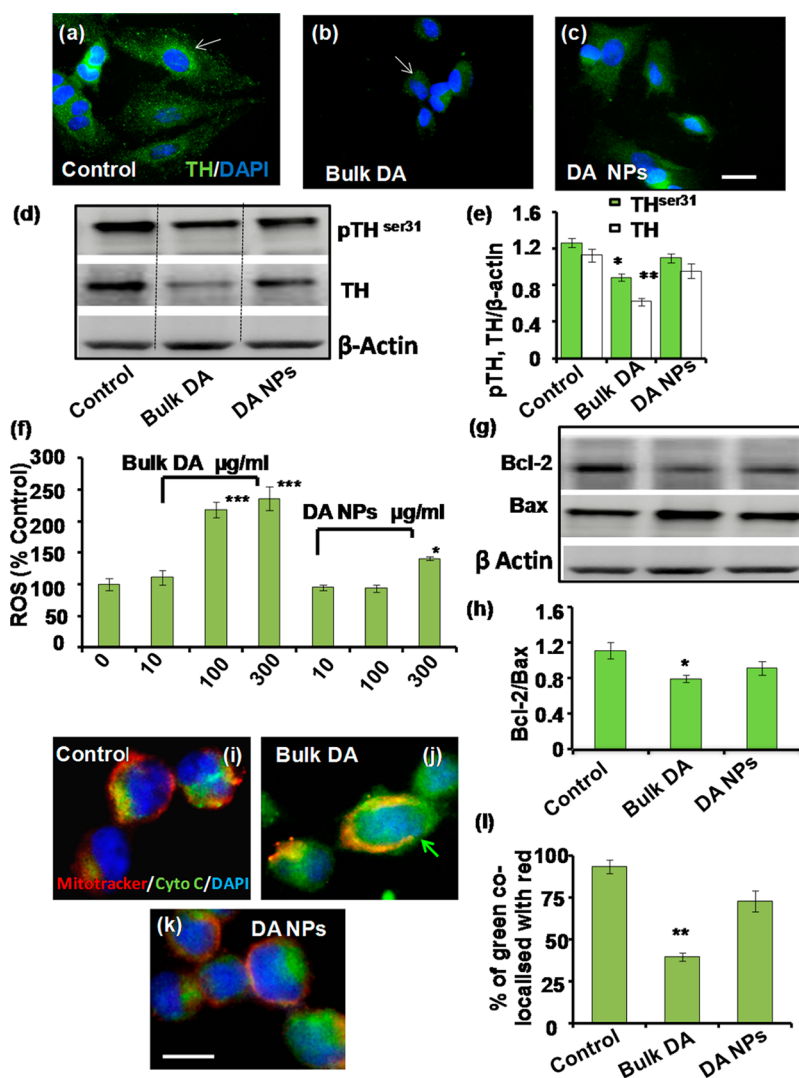 (a)
Control
TH/DAPI
(b)
Bulk DA
(c)
DA NPs
(d)
pTH ser31
TH
β-Actin
Control
Bulk DA
DA NPs
(e)
THser31
TH
pTH, TH/β-actin
1.6
1.2
0.8
0.4
0
*
**
Control
Bulk DA
DA NPs
(f)
Bulk DA µg/ml
DA NPs µg/ml
ROS (% Control)
300
250
200
150
100
50
0
***
***
*
0
10
100
300
10
100
300
(g)
Bcl-2
Bax
β Actin
(h)
Bcl-2/Bax
1.6
1.2
0.8
0.4
0
*
Control
Bulk DA
DA NPs
Control
(i)
Mitotracker/Cyto C/DAPI
Bulk DA
(j)
(k)
DA NPs
(l)
% of green co-
localised with red
100
75
50
25
0
**
Control
Bulk DA
DA NPs